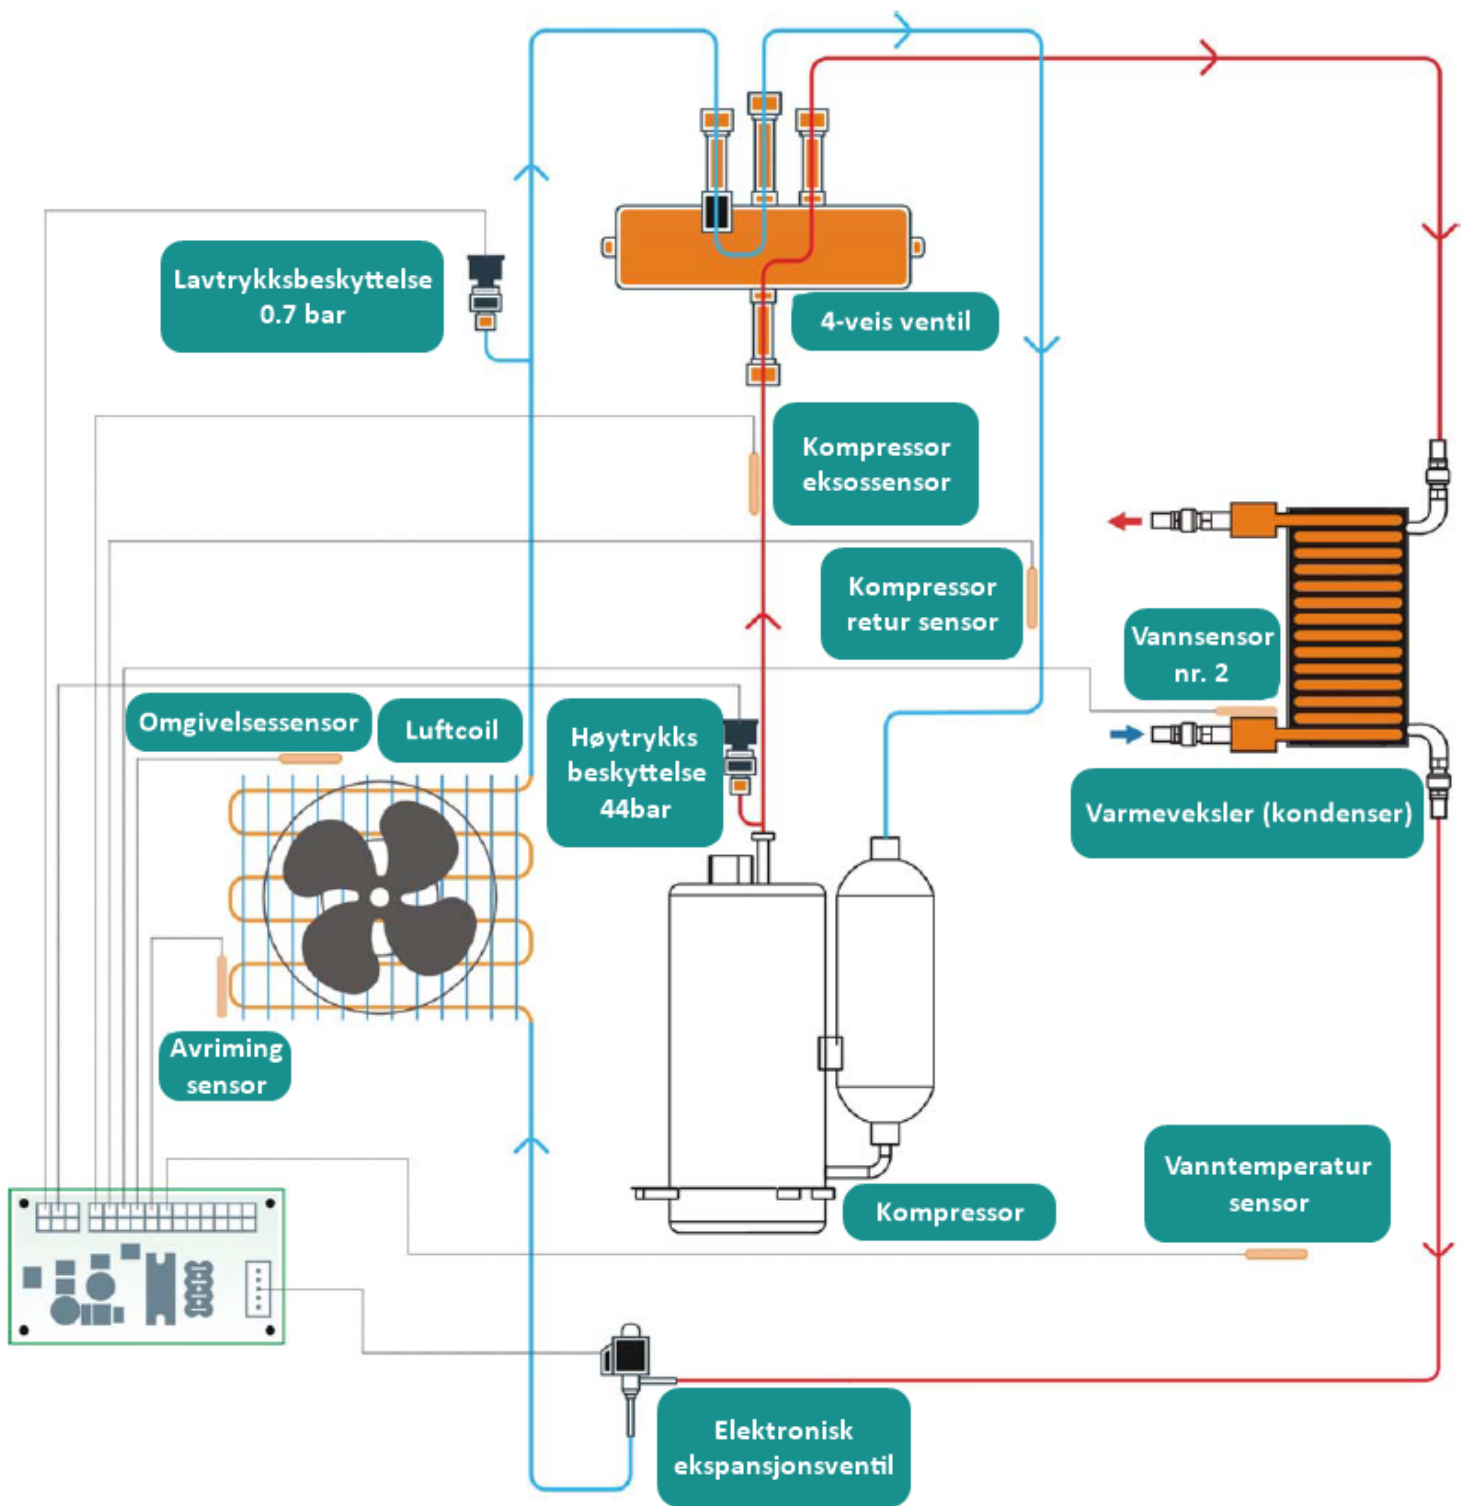 Lavtrykksbeskyttelse
0.7 bar
4-veis ventil
Kompressor
eksossensor
Kompressor
retur sensor
Vannsensor
nr. 2
Omgivelsessensor
Luftcoil
Høytrykks
beskyttelse
44bar
Varmeveksler (kondenser)
Avriming
sensor
Vanntemperatur
sensor
Kompressor
Elektronisk
ekspansjonsventil